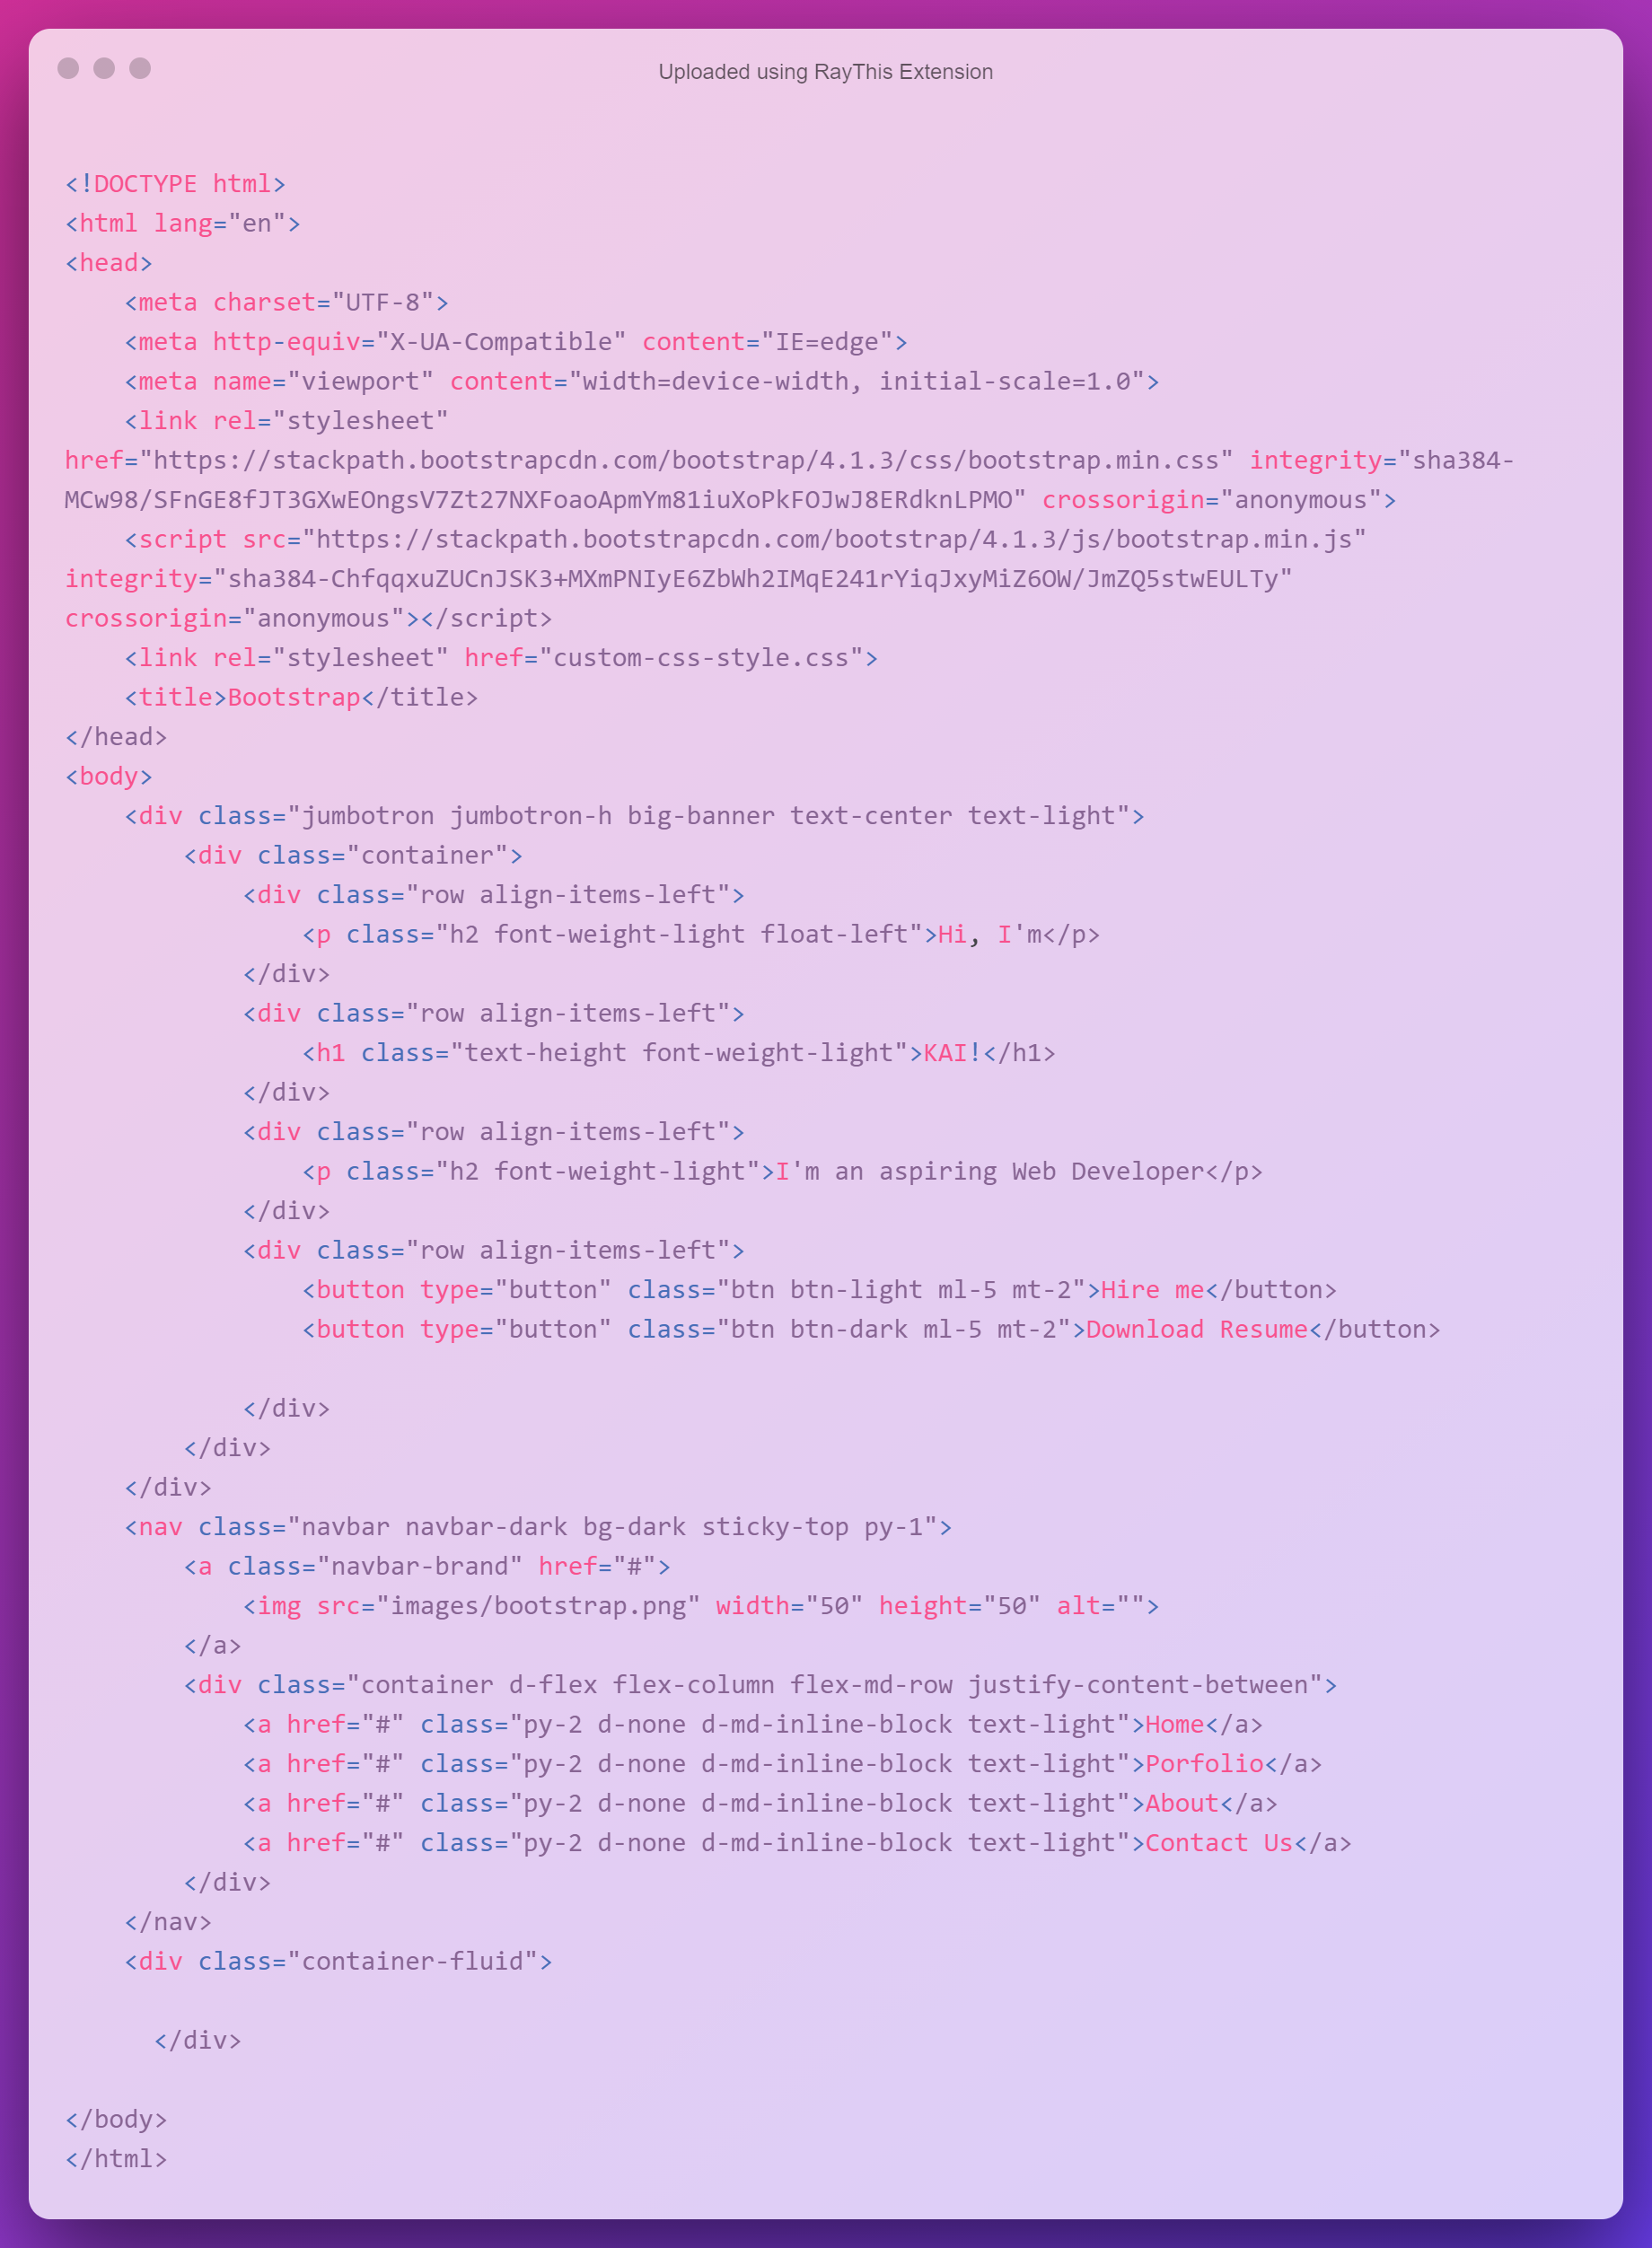 Uploaded using RayThis Extension
<!DOCTYPE html>
<html lang="en">
<head>
    <meta charset="UTF-8">
    <meta http-equiv="X-UA-Compatible" content="IE=edge">
    <meta name="viewport" content="width=device-width, initial-scale=1.0">
    <link rel="stylesheet"
href="https://stackpath.bootstrapcdn.com/bootstrap/4.1.3/css/bootstrap.min.css" integrity="sha384-
MCw98/SFnGE8fJT3GXwEOngsV7Zt27NXFoaoApmYm81iuXoPkFOJwJ8ERdknLPMO" crossorigin="anonymous">
    <script src="https://stackpath.bootstrapcdn.com/bootstrap/4.1.3/js/bootstrap.min.js"
integrity="sha384-ChfqqxuZUCnJSK3+MXmPNIyE6ZbWh2IMqE241rYiqJxyMiZ6OW/JmZQ5stwEULTy"
crossorigin="anonymous"></script>
    <link rel="stylesheet" href="custom-css-style.css">
    <title>Bootstrap</title>
</head>
<body>
    <div class="jumbotron jumbotron-h big-banner text-center text-light">
        <div class="container">
            <div class="row align-items-left">
                <p class="h2 font-weight-light float-left">Hi, I'm</p>
            </div>
            <div class="row align-items-left">
                <h1 class="text-height font-weight-light">KAI!</h1>
            </div>
            <div class="row align-items-left">
                <p class="h2 font-weight-light">I'm an aspiring Web Developer</p>
            </div>
            <div class="row align-items-left">
                <button type="button" class="btn btn-light ml-5 mt-2">Hire me</button>
                <button type="button" class="btn btn-dark ml-5 mt-2">Download Resume</button>

            </div>
        </div>
    </div>
    <nav class="navbar navbar-dark bg-dark sticky-top py-1">
        <a class="navbar-brand" href="#">
            <img src="images/bootstrap.png" width="50" height="50" alt="">
        </a>
        <div class="container d-flex flex-column flex-md-row justify-content-between">
            <a href="#" class="py-2 d-none d-md-inline-block text-light">Home</a>
            <a href="#" class="py-2 d-none d-md-inline-block text-light">Porfolio</a>
            <a href="#" class="py-2 d-none d-md-inline-block text-light">About</a>
            <a href="#" class="py-2 d-none d-md-inline-block text-light">Contact Us</a>
        </div>
    </nav>
    <div class="container-fluid">

      </div>

</body>
</html>